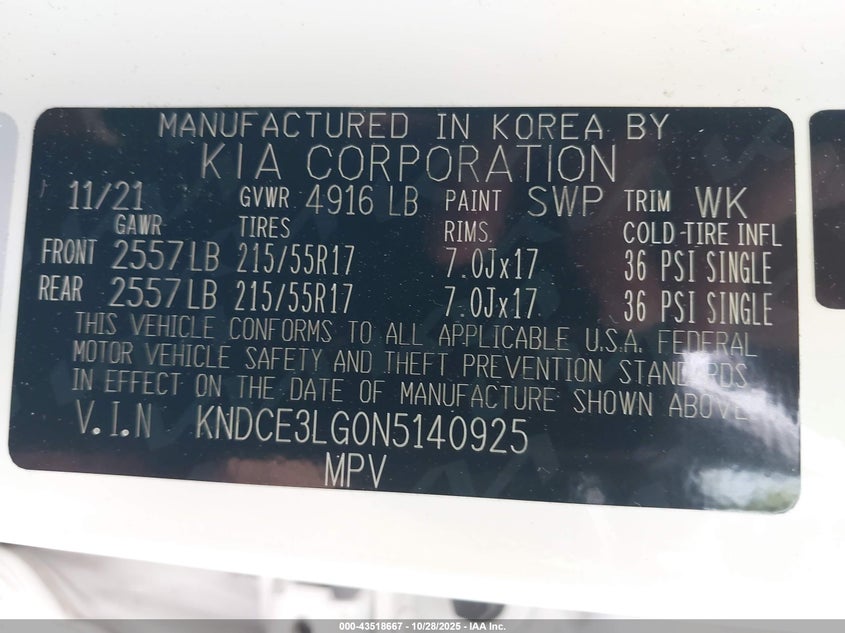 MANUFACTURED IN KOREA BY
KIA CORPORATION
11/21 GVWR 4916 LB PAINT SWP TRIM WK
GAWR TIRES RIMS. COLD-TIRE INFL
FRONT 2557LB 215/55R17 7.0Jx17 36 PSI SINGLE
REAR 2557LB 215/55R17 7.0Jx17 36 PSI SINGLE
THIS VEHICLE CONFORMS TO ALL APPLICABLE U.S.A. FEDERAL
MOTOR VEHICLE SAFETY AND THEFT PREVENTION STANDARDS
IN EFFECT ON THE DATE OF MANUFACTURE SHOWN ABOVE.
V.I.N KNDCE3LG0N5140925
MPV
000-43518667 - 10/28/2025 - IAA Inc.